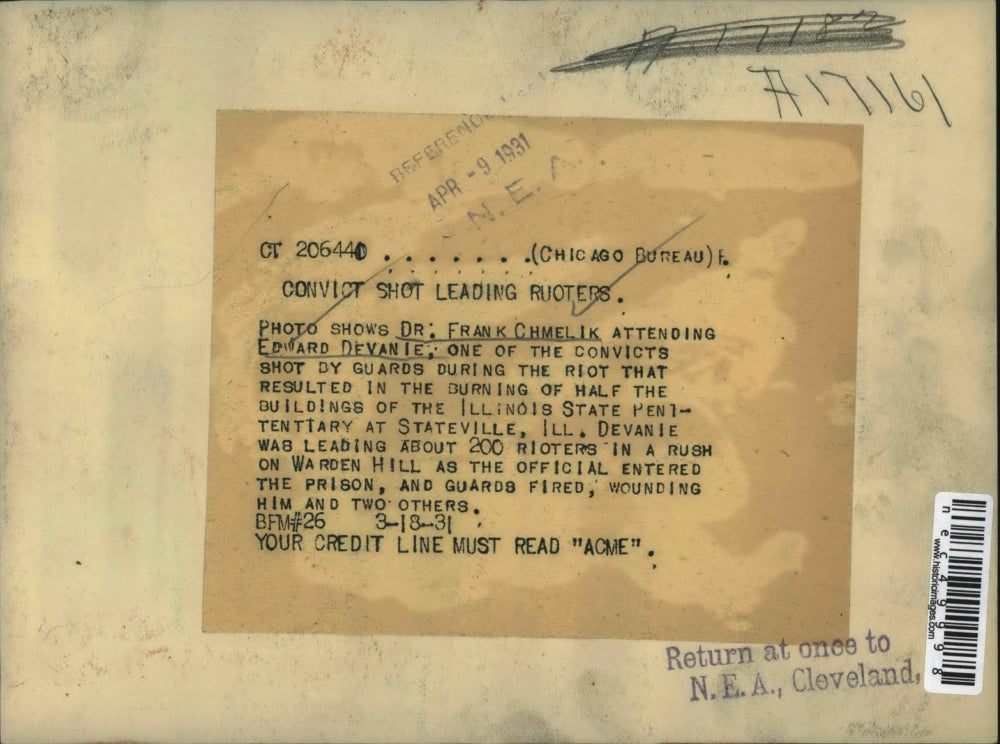 A 17182
A 17161
REFERENCE
APR - 9 1931
N. E. A.
CT 206440 . . . . . . . (CHICAGO BUREAU) F.
CONVICT SHOT LEADING RUOTERS.
PHOTO SHOWS DR. FRANK CHMELIK ATTENDING
EDWARD DEVANIE, ONE OF THE CONVICTS
SHOT BY GUARDS DURING THE RIOT THAT
RESULTED IN THE BURNING OF HALF THE
BUILDINGS OF THE ILLINOIS STATE PENI-
TENTIARY AT STATEVILLE, ILL. DEVANIE
WAS LEADING ABOUT 200 RIOTERS IN A RUSH
ON WARDEN HILL AS THE OFFICIAL ENTERED
THE PRISON, AND GUARDS FIRED, WOUNDING
HIM AND TWO OTHERS.
BFM#26 3-18-31
YOUR CREDIT LINE MUST READ "ACME".
Return at once to
N. E. A., Cleveland,
www.historicimages.com
nec49998